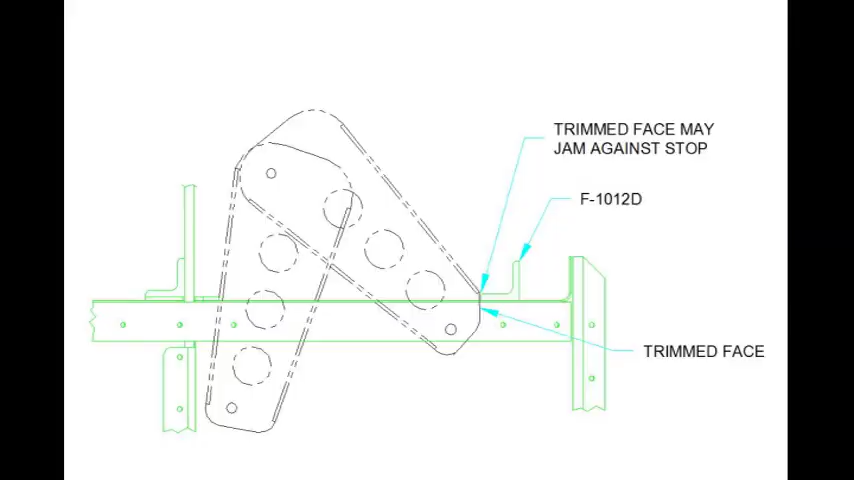 TRIMMED FACE MAY
JAM AGAINST STOP
F-1012D
TRIMMED FACE